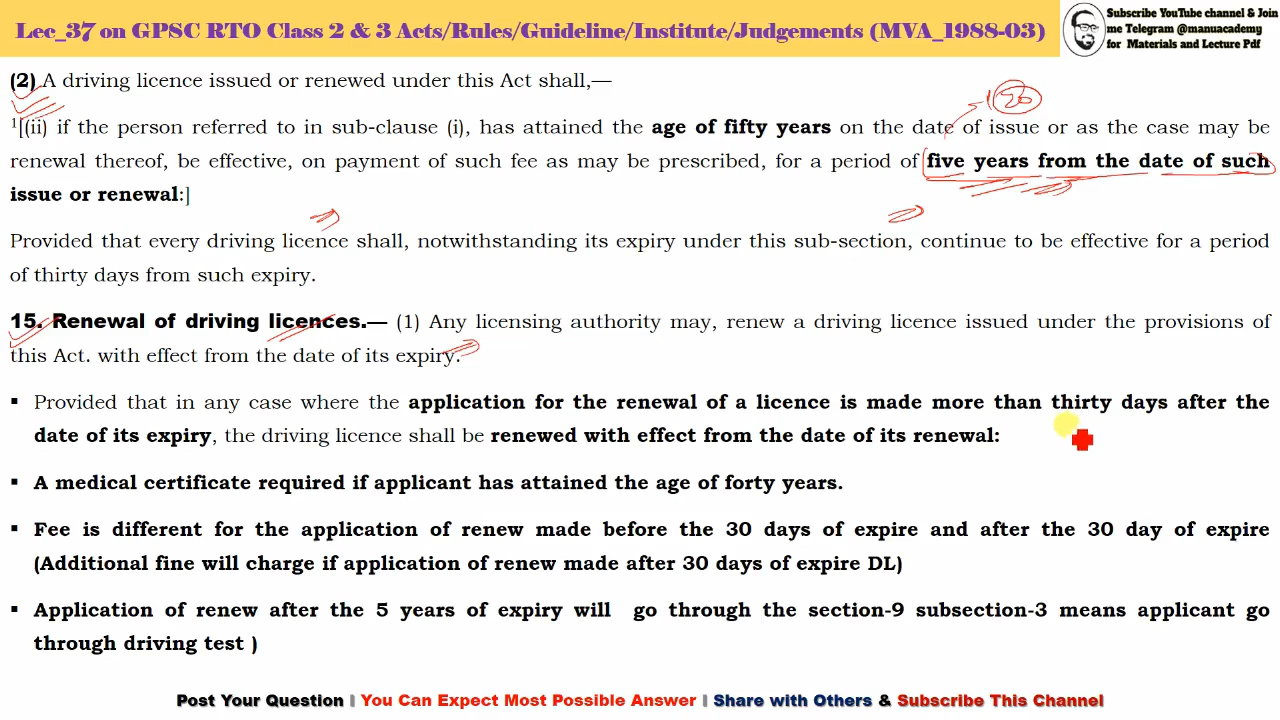 Lec_37 on GPSC RTO Class 2 & 3 Acts/Rules/Guideline/Institute/Judgements (MVA_1988-03)
Subscribe YouTube channel & Join
me Telegram @manuacademy
for Materials and Lecture Pdf
(2) A driving licence issued or renewed under this Act shall,—
1[(ii) if the person referred to in sub-clause (i), has attained the age of fifty years on the date of issue or as the case may be
renewal thereof, be effective, on payment of such fee as may be prescribed, for a period of five years from the date of such
issue or renewal:]
Provided that every driving licence shall, notwithstanding its expiry under this sub-section, continue to be effective for a period
of thirty days from such expiry.
15. Renewal of driving licences.— (1) Any licensing authority may, renew a driving licence issued under the provisions of
this Act. with effect from the date of its expiry.
▪ Provided that in any case where the application for the renewal of a licence is made more than thirty days after the
date of its expiry, the driving licence shall be renewed with effect from the date of its renewal:
▪ A medical certificate required if applicant has attained the age of forty years.
▪ Fee is different for the application of renew made before the 30 days of expire and after the 30 day of expire
(Additional fine will charge if application of renew made after 30 days of expire DL)
▪ Application of renew after the 5 years of expiry will go through the section-9 subsection-3 means applicant go
through driving test )
Post Your Question | You Can Expect Most Possible Answer | Share with Others & Subscribe This Channel